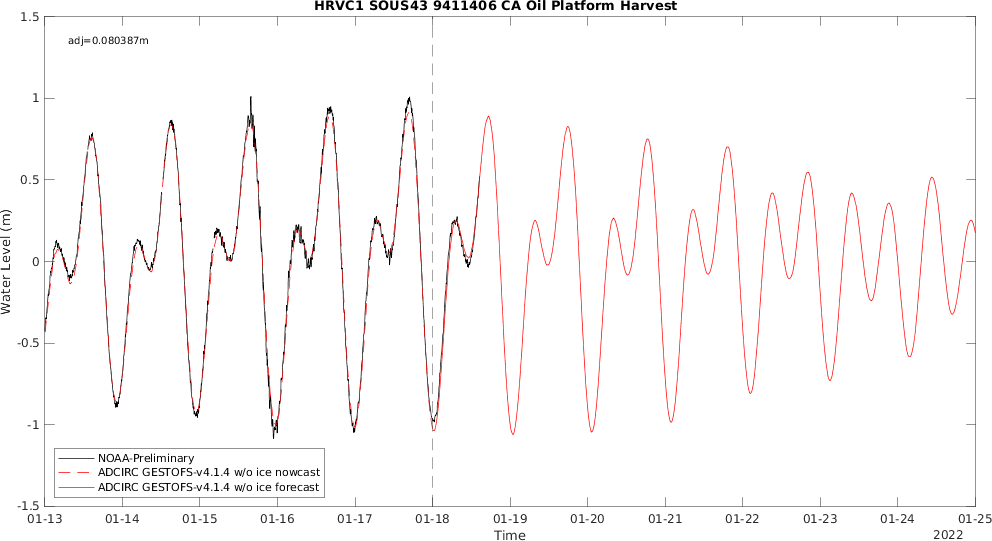 HRVC1 SOUS43 9411406 CA Oil Platform Harvest
1.5
adj=0.080387m
1
0.5
0
-0.5
-1
-1.5
Water Level (m)
NOAA-Preliminary
ADCIRC GESTOFS-v4.1.4 w/o ice nowcast
ADCIRC GESTOFS-v4.1.4 w/o ice forecast
01-13 01-14 01-15 01-16 01-17 01-18 01-19 01-20 01-21 01-22 01-23 01-24 01-25
Time
2022